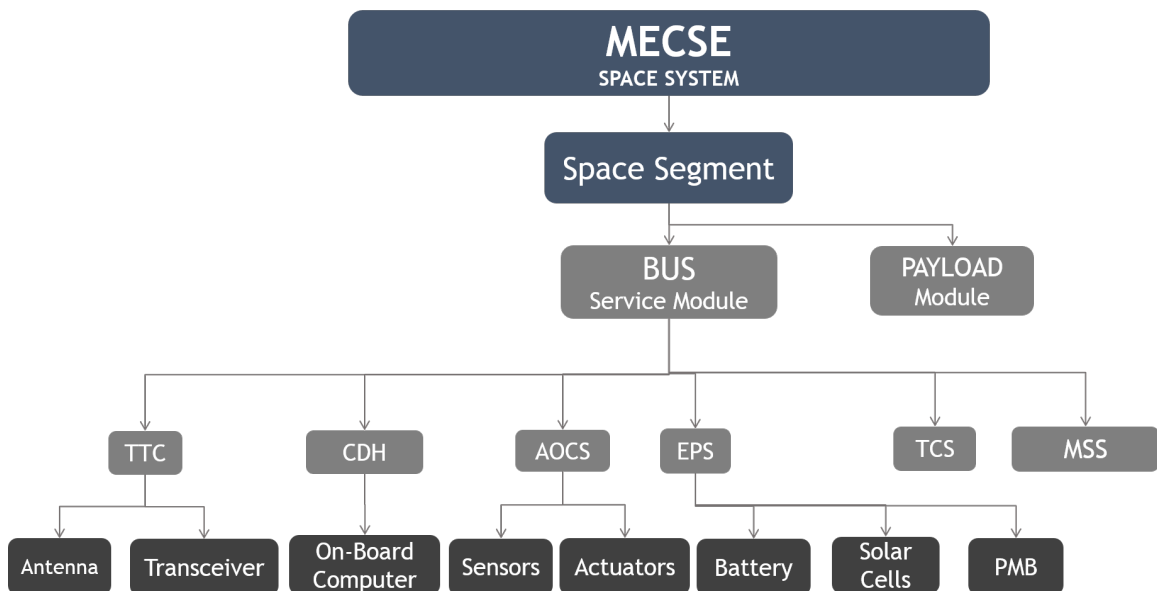 MECSE
SPACE SYSTEM
Space Segment
BUS
Service Module
PAYLOAD
Module
TTC
CDH
AOCS
EPS
TCS
MSS
Antenna
Transceiver
On-Board
Computer
Sensors
Actuators
Battery
Solar
Cells
PMB